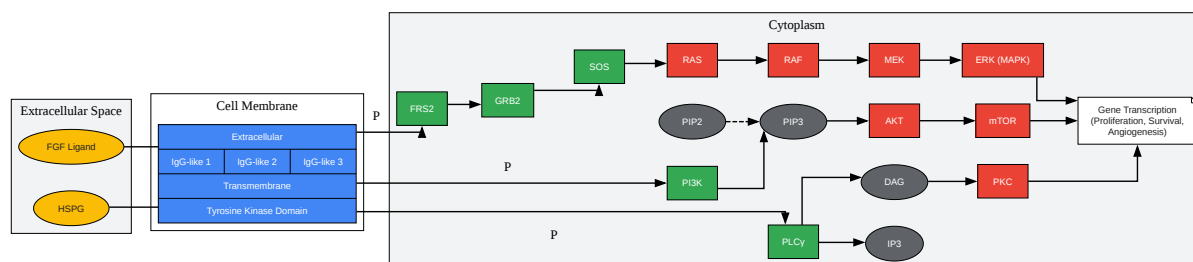 Cytoplasm
Extracellular Space
FGF Ligand
HSPG
Cell Membrane
Extracellular
IgG-like 1
IgG-like 2
IgG-like 3
Transmembrane
Tyrosine Kinase Domain
P
P
P
FRS2
GRB2
SOS
RAS
RAF
MEK
ERK (MAPK)
PIP2
PIP3
AKT
mTOR
Gene Transcription
(Proliferation, Survival,
Angiogenesis)
PI3K
DAG
PKC
PLCγ
IP3